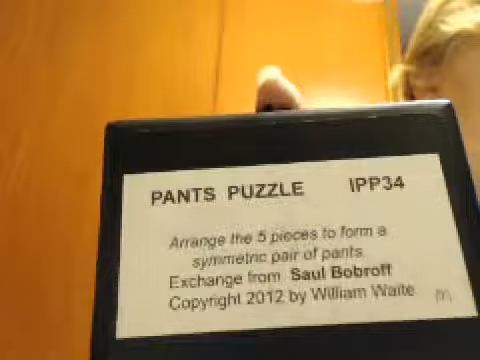 PANTS PUZZLE IPP34
Arrange the 5 pieces to form a
symmetric pair of pants.
Exchange from Saul Bobroff
Copyright 2012 by William Waite